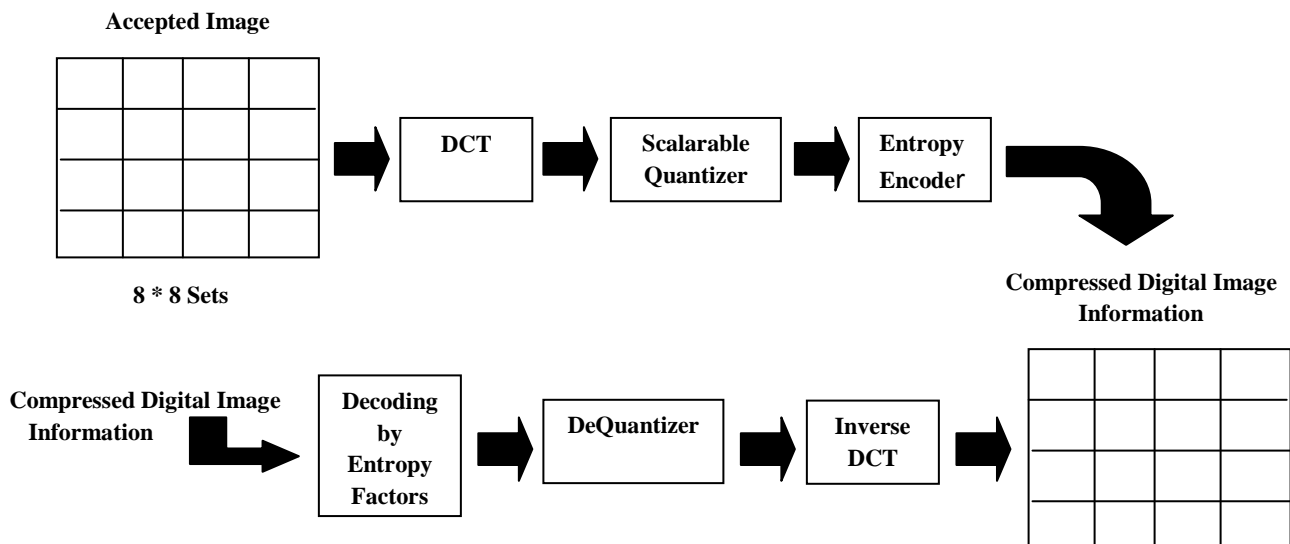 Accepted Image
DCT
Scalarable
Quantizer
Entropy
Encoder
8 * 8 Sets
Compressed Digital Image
Information
Compressed Digital Image
Information
Decoding
by
Entropy
Factors
DeQuantizer
Inverse
DCT